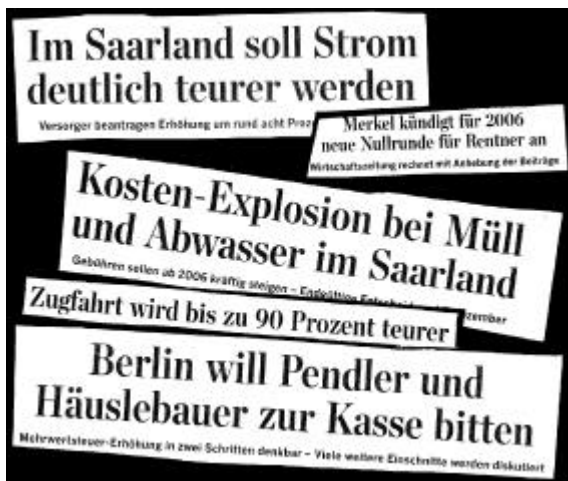 Im Saarland soll Strom
deutlich teurer werden
Versorger beantragen Erhöhung um rund acht
Merkel kündigt für 2006
neue Nullrunde für Rentner an
Wirtschaftszeitung rechnet mit Anhebung der Beiträge
Kosten-Explosion bei Müll
und Abwasser im Saarland
Gebühren sollen ab 2006 kräftig steigen –
Zugfahrt wird bis zu 90 Prozent teurer
Berlin will Pendler und
Häuslebauer zur Kasse bitten
Mehrwertsteuer-Erhöhung in zwei Schritten denkbar – Viele weitere Einschnitte werden diskutiert